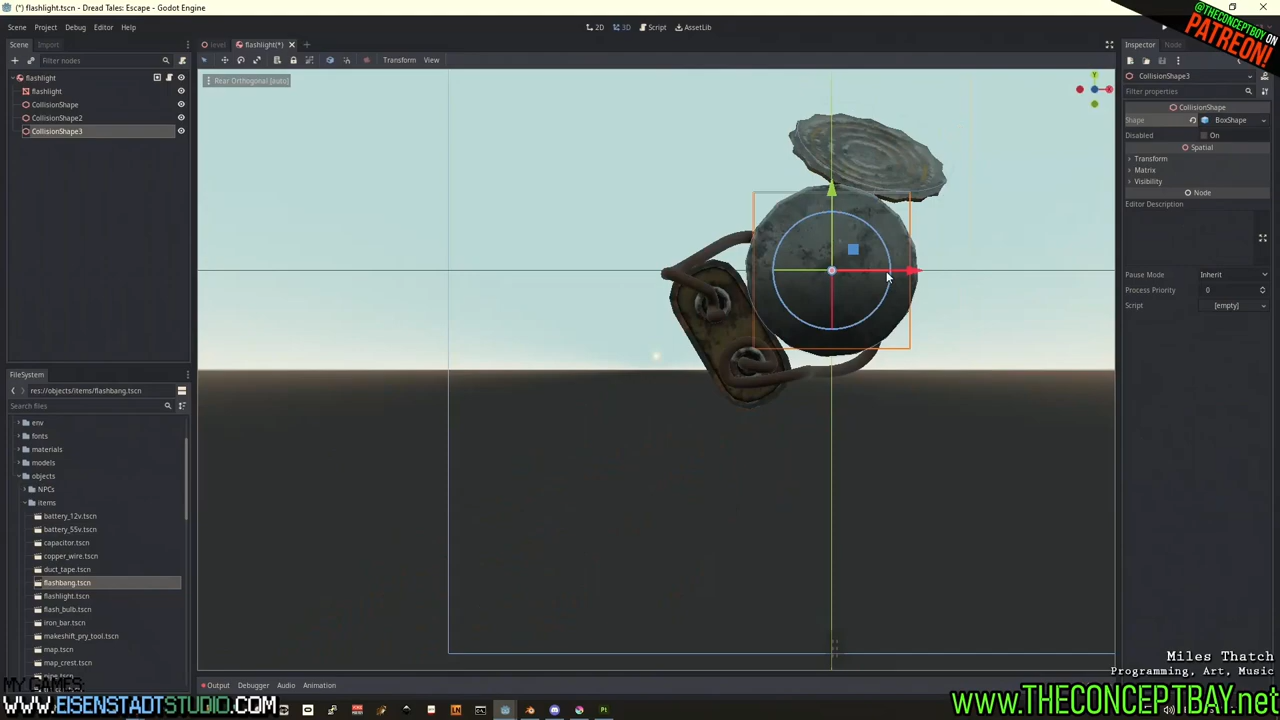 (*) flashlight.tscn - Dread Tales: Escape - Godot Engine
@THECONCEPTBOY ON
PATREON!
Scene Project Debug Editor Help
2D 3D Script AssetLib
Scene Import
level flashlight(*)
Inspector Node
Filter nodes
Transform View
flashlight
flashlight
CollisionShape
CollisionShape2
CollisionShape3
Rear Orthogonal [auto]
Y
CollisionShape3
Filter properties
CollisionShape
Shape BoxShape
Disabled On
Spatial
Transform
Matrix
Visibility
Node
Editor Description
Pause Mode Inherit
Process Priority 0
Script [empty]
FileSystem
res://objects/items/flashbang.tscn
Search files
env
fonts
materials
models
objects
NPCs
items
battery_12v.tscn
battery_55v.tscn
capacitor.tscn
copper_wire.tscn
duct_tape.tscn
flashbang.tscn
flashlight.tscn
flash_bulb.tscn
iron_bar.tscn
makeshift_pry_tool.tscn
map.tscn
map_crest.tscn
Output Debugger Audio Animation
MY GAMES:
WWW.EISENSTADTSTUDIO.COM
Miles Thatch
Programming, Art, Music
www.THECONCEPTBAY.net